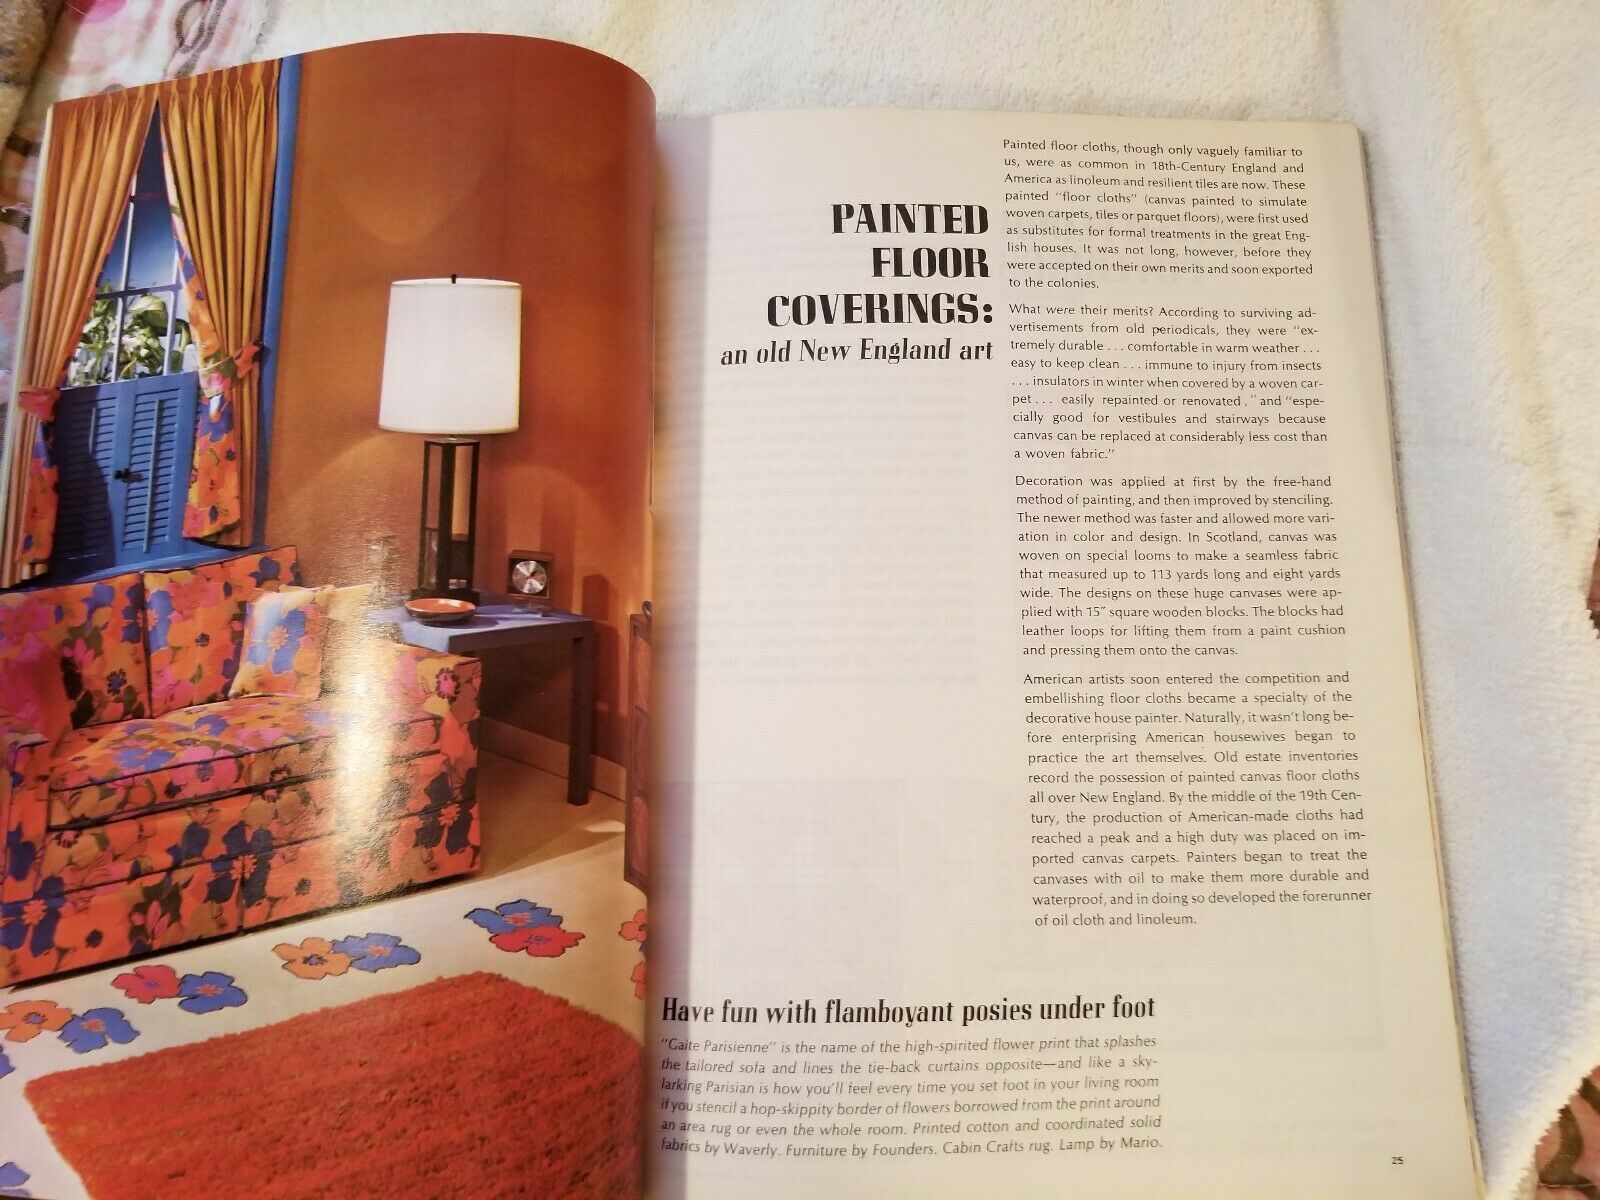 PAINTED
FLOOR
COVERINGS:
an old New England art
Painted floor cloths, though only vaguely familiar to
us, were as common in 18th-Century England and
America as linoleum and resilient tiles are now. These
painted "floor cloths" (canvas painted to simulate
woven carpets, tiles or parquet floors), were first used
as substitutes for formal treatments in the great Eng-
lish houses. It was not long, however, before they
were accepted on their own merits and soon exported
to the colonies.
What were their merits? According to surviving ad-
vertisements from old periodicals, they were "ex-
tremely durable . . . comfortable in warm weather . . .
easy to keep clean . . . immune to injury from insects
. . . insulators in winter when covered by a woven car-
pet . . . easily repainted or renovated," and "espe-
cially good for vestibules and stairways because
canvas can be replaced at considerably less cost than
a woven fabric."
Decoration was applied at first by the free-hand
method of painting, and then improved by stenciling.
The newer method was faster and allowed more vari-
ation in color and design. In Scotland, canvas was
woven on special looms to make a seamless fabric
that measured up to 113 yards long and eight yards
wide. The designs on these huge canvases were ap-
plied with 15" square wooden blocks. The blocks had
leather loops for lifting them from a paint cushion
and pressing them onto the canvas.
American artists soon entered the competition and
embellishing floor cloths became a specialty of the
decorative house painter. Naturally, it wasn't long be-
fore enterprising American housewives began to
practice the art themselves. Old estate inventories
record the possession of painted canvas floor cloths
all over New England. By the middle of the 19th Cen-
tury, the production of American-made cloths had
reached a peak and a high duty was placed on im-
ported canvas carpets. Painters began to treat the
canvases with oil to make them more durable and
waterproof, and in doing so developed the forerunner
of oil cloth and linoleum.
Have fun with flamboyant posies under foot
"Gaite Parisienne" is the name of the high-spirited flower print that splashes
the tailored sofa and lines the tie-back curtains opposite—and like a sky-
larking Parisian is how you'll feel every time you set foot in your living room
if you stencil a hop-skippity border of flowers borrowed from the print around
an area rug or even the whole room. Printed cotton and coordinated solid
fabrics by Waverly. Furniture by Founders. Cabin Crafts rug. Lamp by Mario.
25